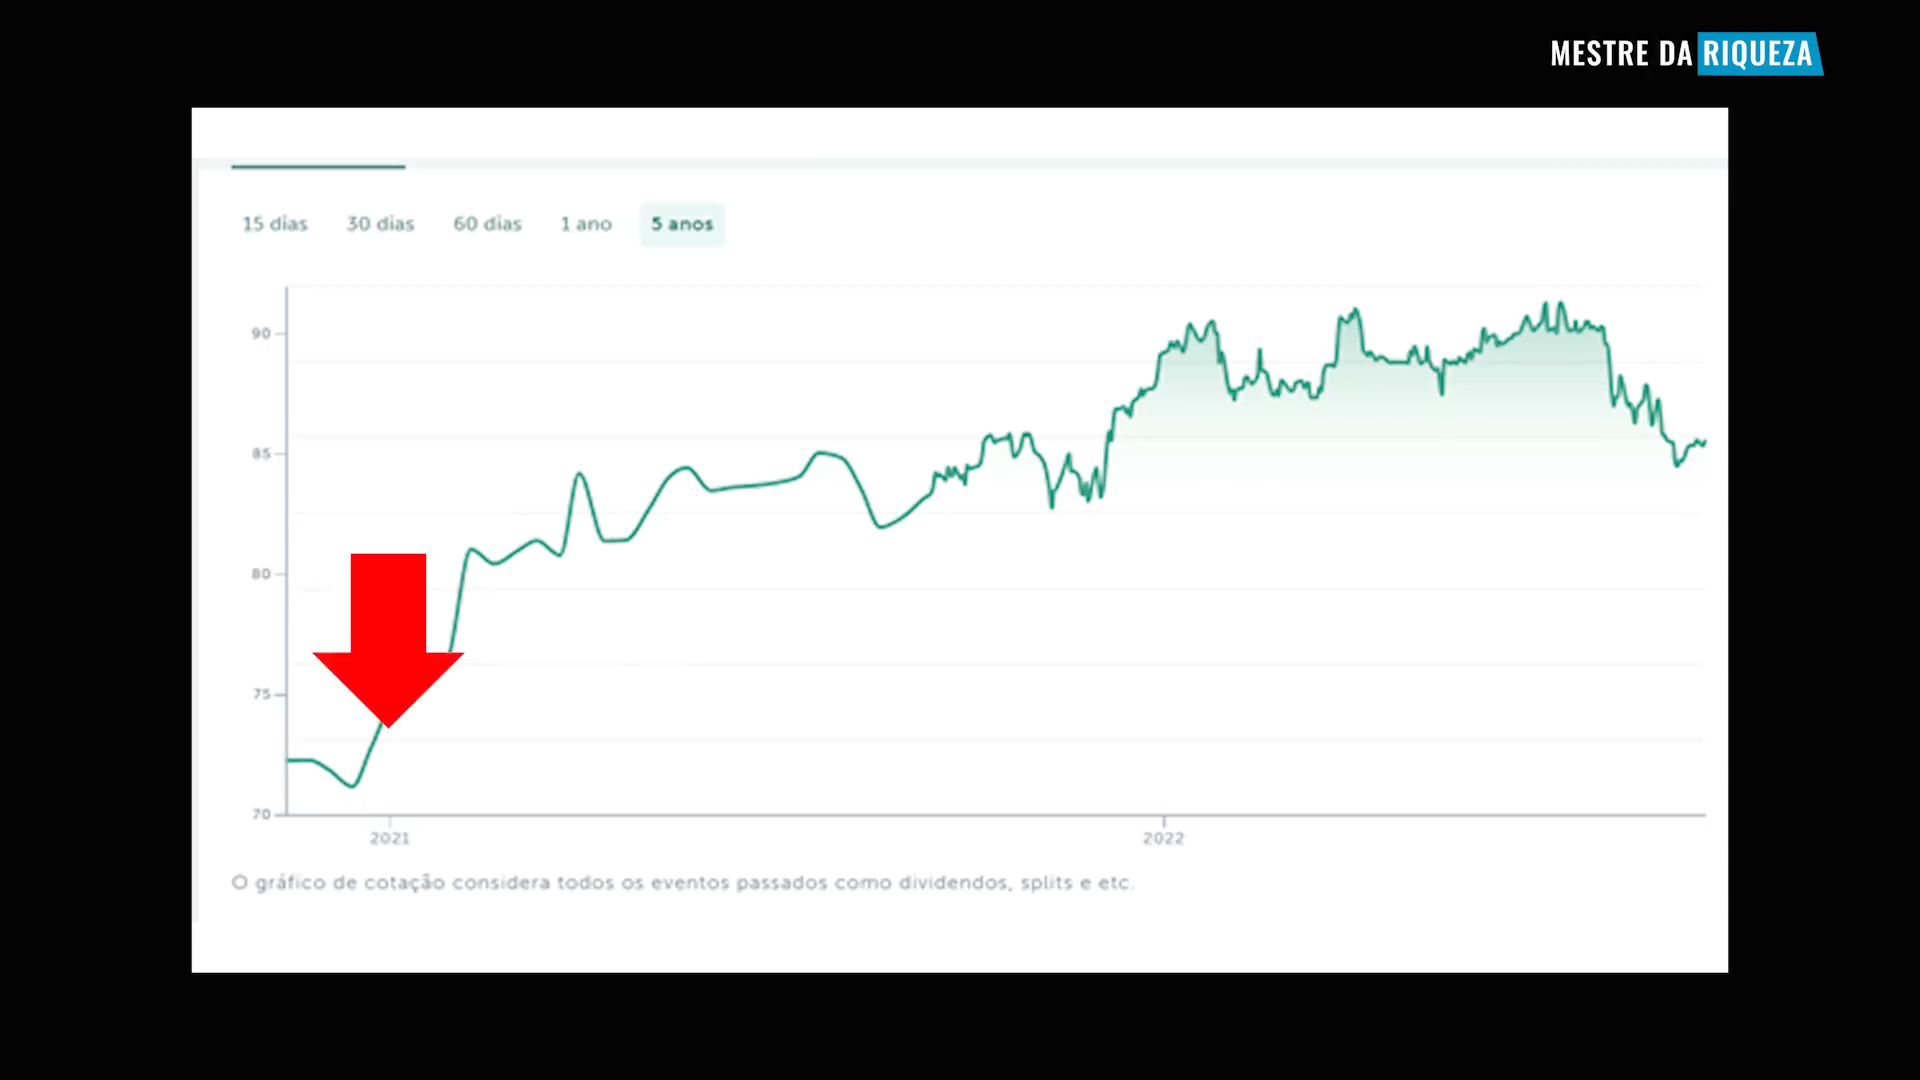 MESTRE DA RIQUEZA
15 dias 30 dias 60 dias 1 ano 5 anos
90
85
80
75
70
2021 2022
O gráfico de cotação considera todos os eventos passados como dividendos, splits e etc.